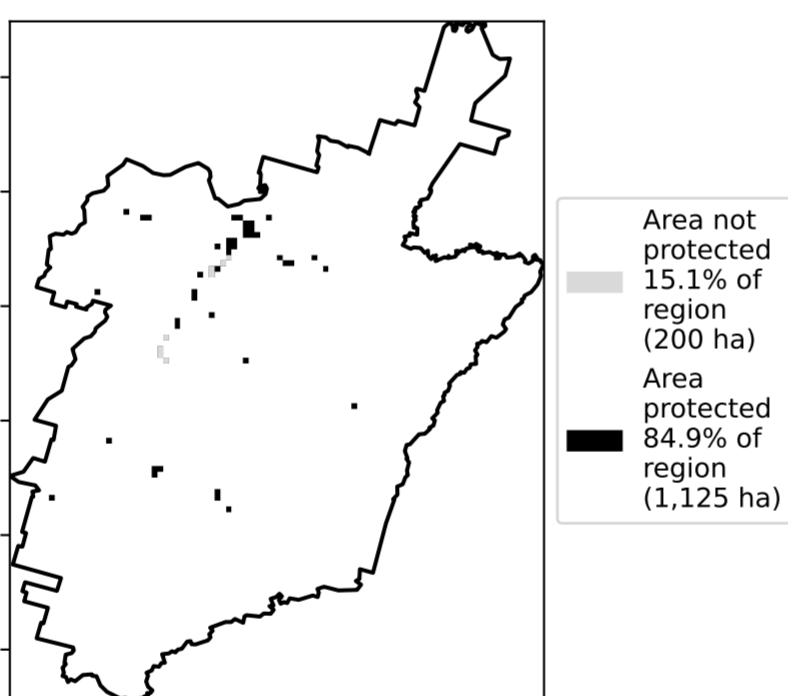 Area not
protected
15.1% of
region
(200 ha)
Area
protected
84.9% of
region
(1,125 ha)